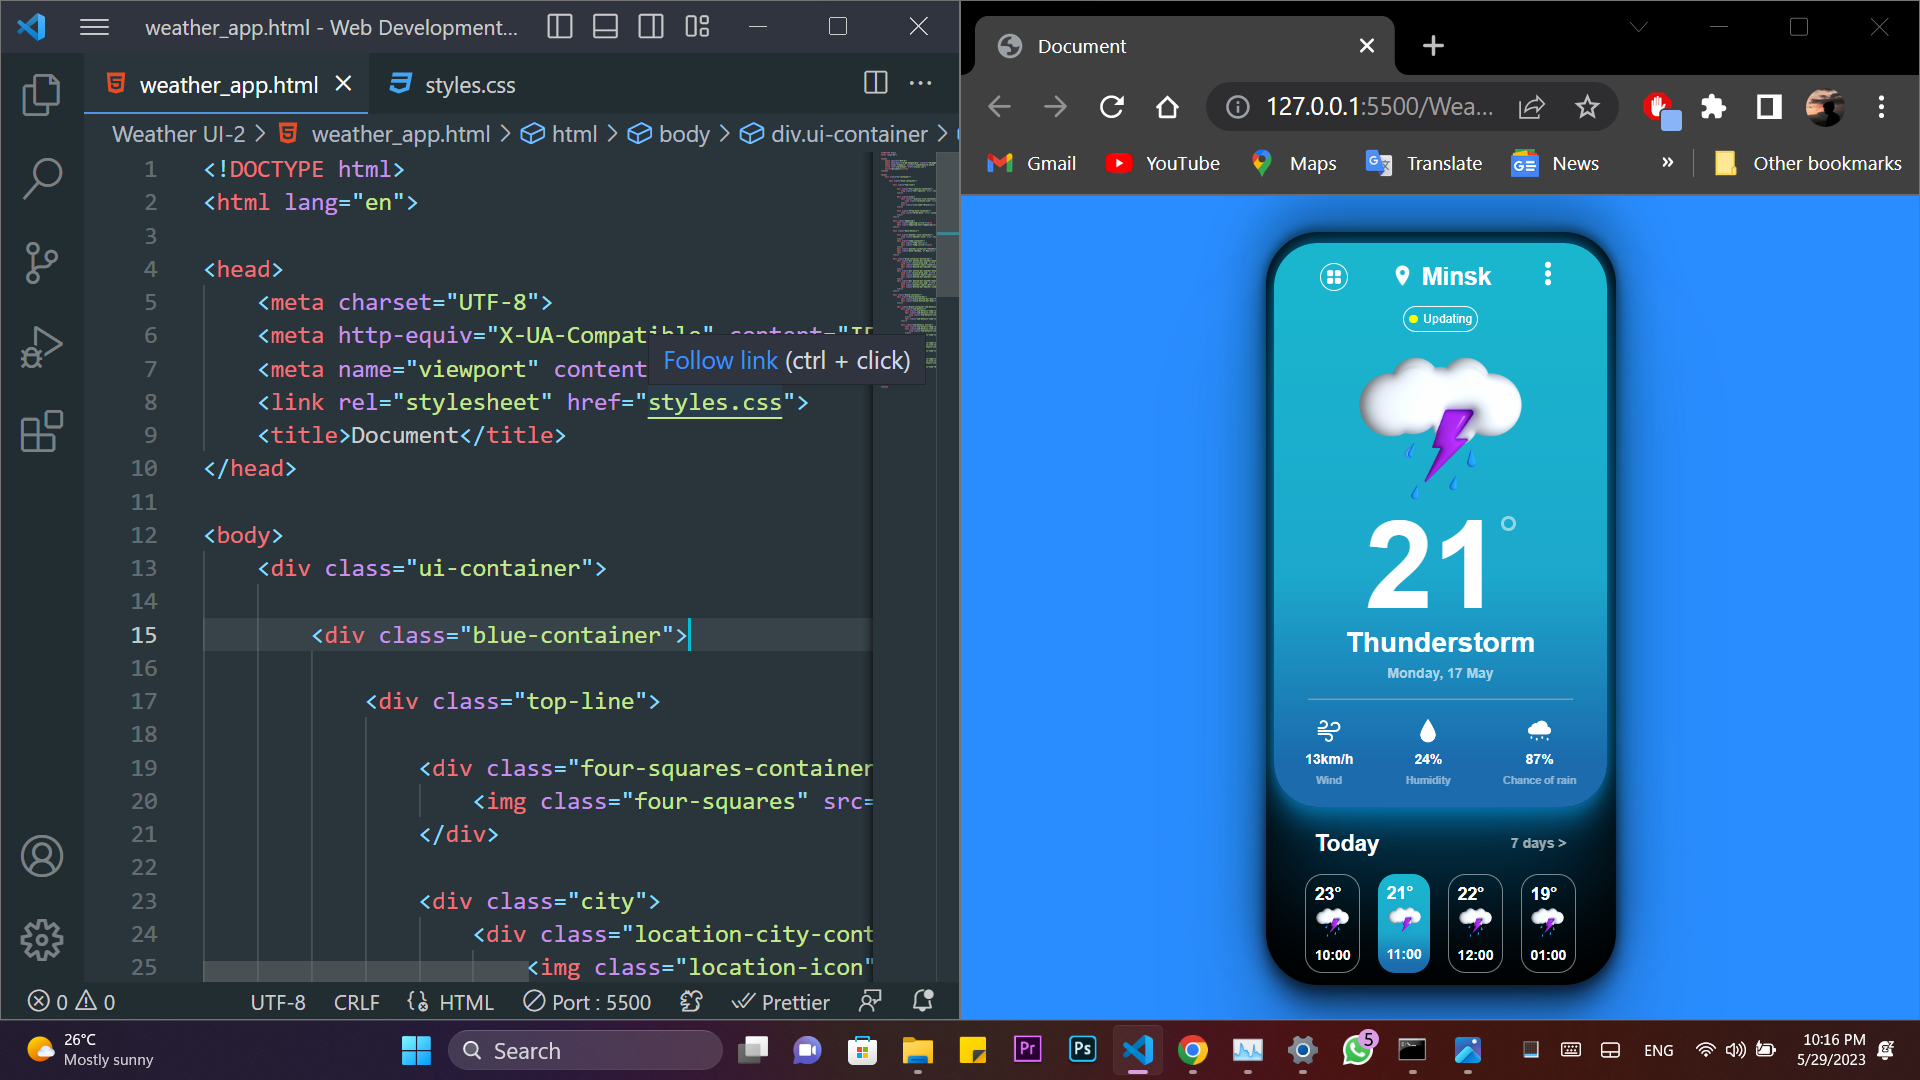 weather_app.html - Web Development...
weather_app.html
styles.css
Weather UI-2 > weather_app.html > html > body > div.ui-container >
1 <!DOCTYPE html>
2 <html lang="en">
3
4 <head>
5 <meta charset="UTF-8">
6 <meta http-equiv="X-UA-Compatible" content="IE
7 <meta name="viewport" content
Follow link (ctrl + click)
8 <link rel="stylesheet" href="styles.css">
9 <title>Document</title>
10 </head>
11
12 <body>
13 <div class="ui-container">
14
15 <div class="blue-container">
16
17 <div class="top-line">
18
19 <div class="four-squares-container
20 <img class="four-squares" src=
21 </div>
22
23 <div class="city">
24 <div class="location-city-cont
25 <img class="location-icon"
0 0 UTF-8 CRLF HTML Port : 5500 Prettier
Document
127.0.0.1:5500/Wea...
Gmail YouTube Maps Translate News » Other bookmarks
Minsk
Updating
21°
Thunderstorm
Monday, 17 May
13km/h 24% 87%
Wind Humidity Chance of rain
Today 7 days >
23° 21° 22° 19°
10:00 11:00 12:00 01:00
26°C
Mostly sunny
Search
Pr
Ps
5
ENG
10:16 PM
5/29/2023